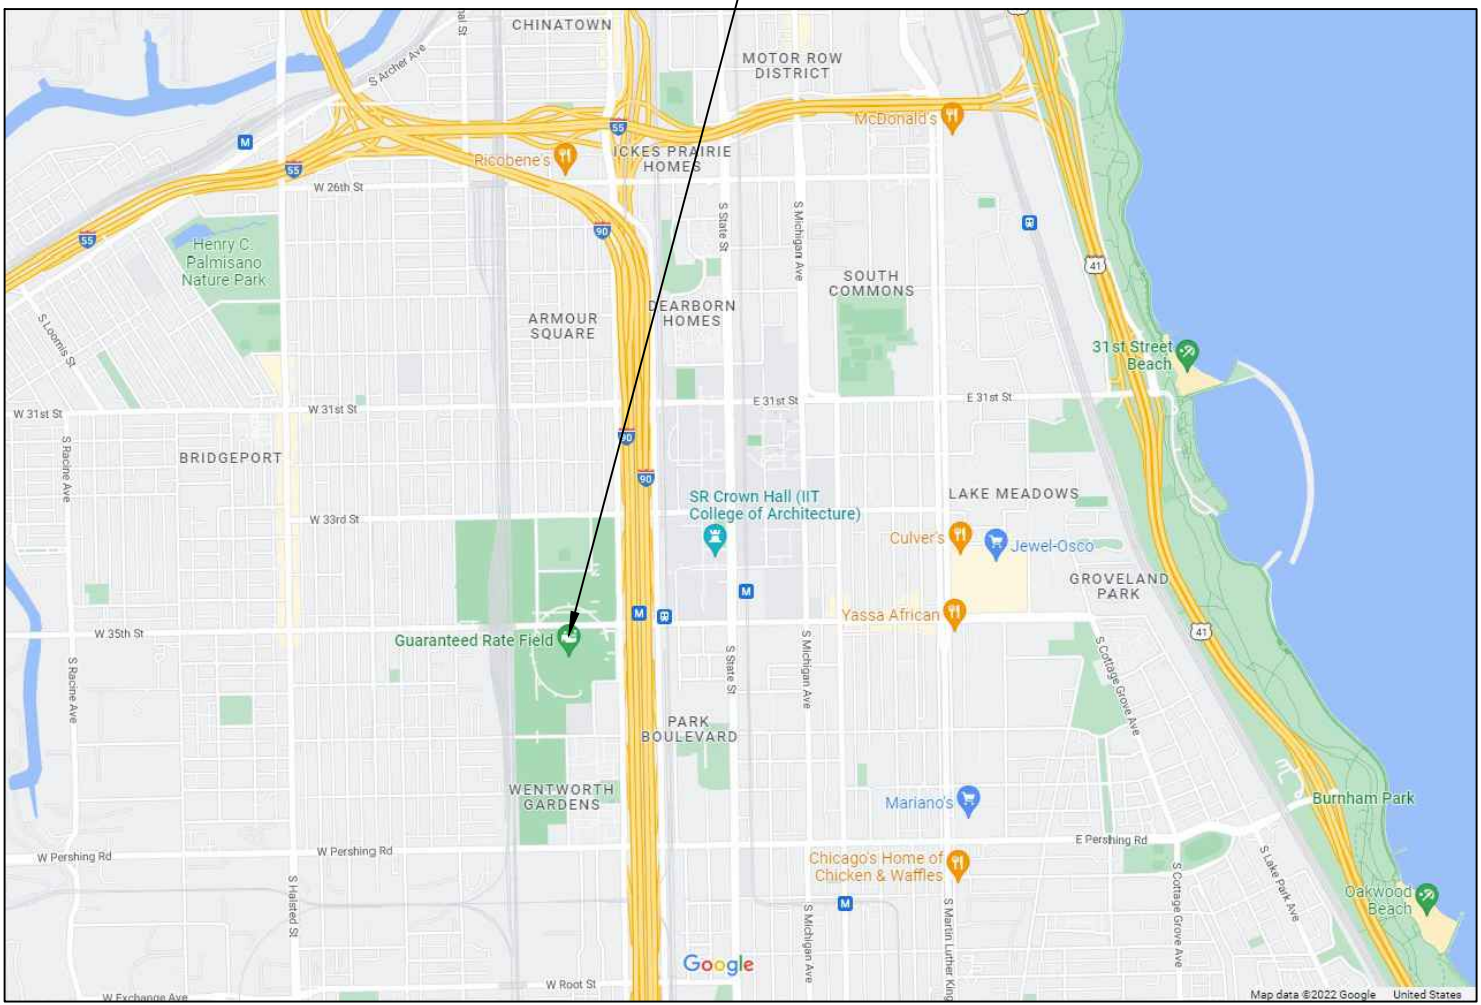 CHINATOWN
S Archer Ave
MOTOR ROW
DISTRICT
McDonald's
55
M
Ricobene's
ICKES PRAIRIE
HOMES
55
W 26th St
S State St
S Michigan Ave
90
55
Henry C.
Palmisano
Nature Park
41
SOUTH
COMMONS
DEARBORN
HOMES
ARMOUR
SQUARE
S Loomis St
31st Street
Beach
W 31st St
W 31st St
E 31st St
E 31st St
90
S Racine Ave
BRIDGEPORT
90
SR Crown Hall (IIT
College of Architecture)
LAKE MEADOWS
W 33rd St
Culver's
Jewel-Osco
GROVELAND
PARK
M
M
Yassa African
W 35th St
Guaranteed Rate Field
41
S Racine Ave
S State St
S Michigan Ave
S Cottage Grove Ave
PARK
BOULEVARD
WENTWORTH
GARDENS
Mariano's
Burnham Park
W Pershing Rd
W Pershing Rd
E Pershing Rd
Chicago's Home of
Chicken & Waffles
S Halsted St
M
S Michigan Ave
S Martin Luther King
S Cottage Grove Ave
S Lake Park Ave
Oakwood
Beach
Google
W Root St
W Exchange Ave
Map data ©2022 Google
United States